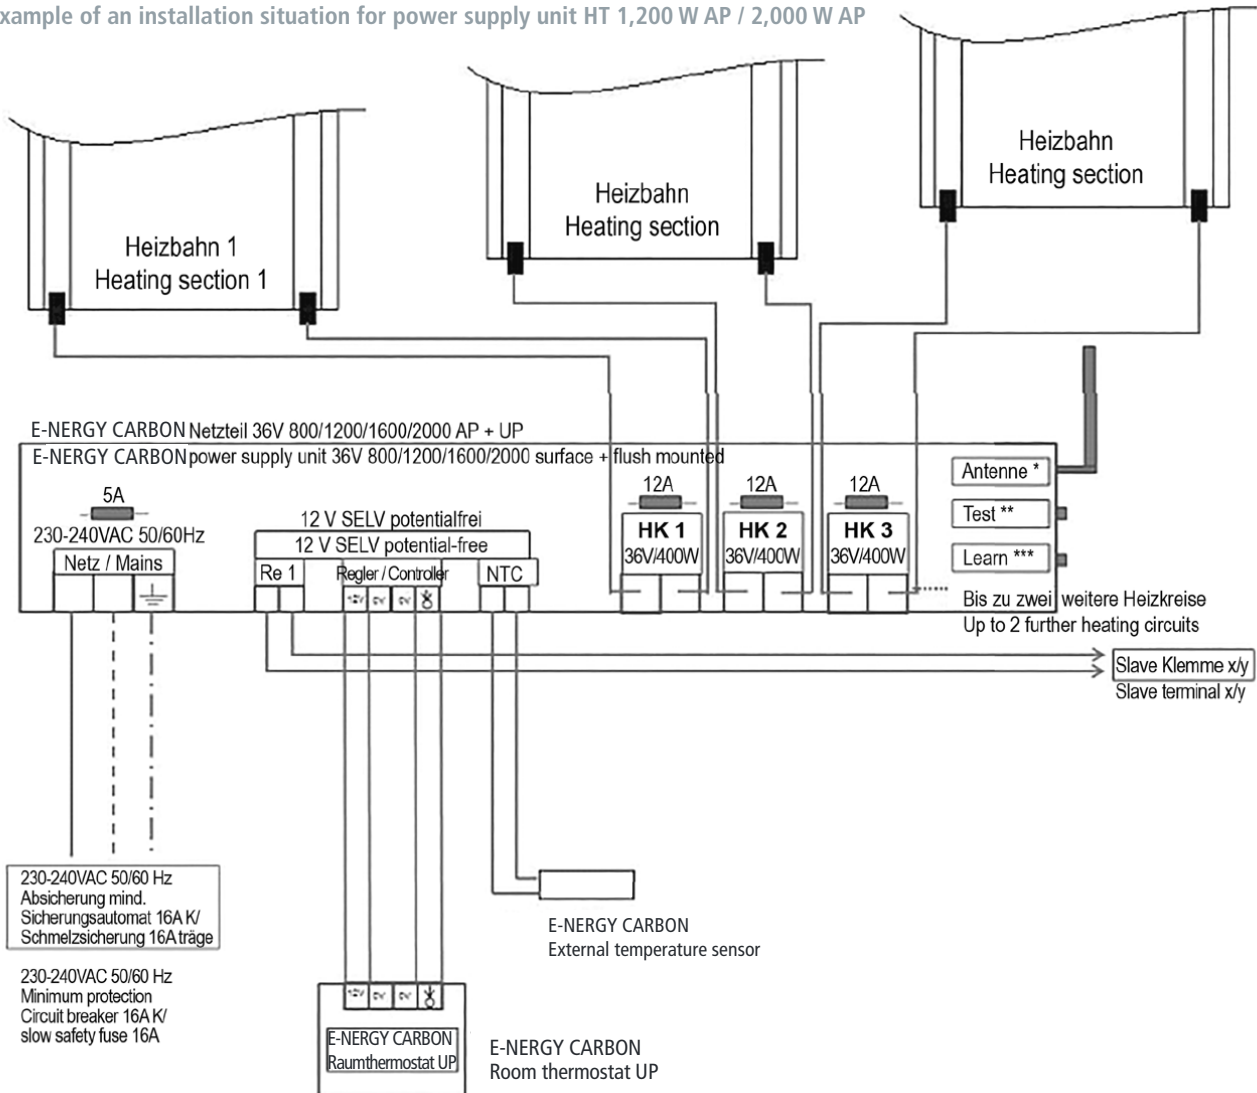 xample of an installation situation for power supply unit HT 1,200 W AP / 2,000 W AP
Heizbahn
Heating section
Heizbahn
Heating section
Heizbahn 1
Heating section 1
E-NERGY CARBON Netzteil 36V 800/1200/1600/2000 AP + UP
E-NERGY CARBON power supply unit 36V 800/1200/1600/2000 surface + flush mounted
5A
230-240VAC 50/60Hz
Netz / Mains
12 V SELV potentialfrei
12 V SELV potential-free
Re 1
Regler / Controller
NTC
12V
0V
0V
12A
HK 1
36V/400W
12A
HK 2
36V/400W
12A
HK 3
36V/400W
Antenne *
Test **
Learn ***
Bis zu zwei weitere Heizkreise
Up to 2 further heating circuits
Slave Klemme x/y
Slave terminal x/y
230-240VAC 50/60 Hz
Absicherung mind.
Sicherungsautomat 16A K/
Schmelzsicherung 16A träge
230-240VAC 50/60 Hz
Minimum protection
Circuit breaker 16A K/
slow safety fuse 16A
E-NERGY CARBON
External temperature sensor
12V
0V
0V
E-NERGY CARBON
Raumthermostat UP
E-NERGY CARBON
Room thermostat UP